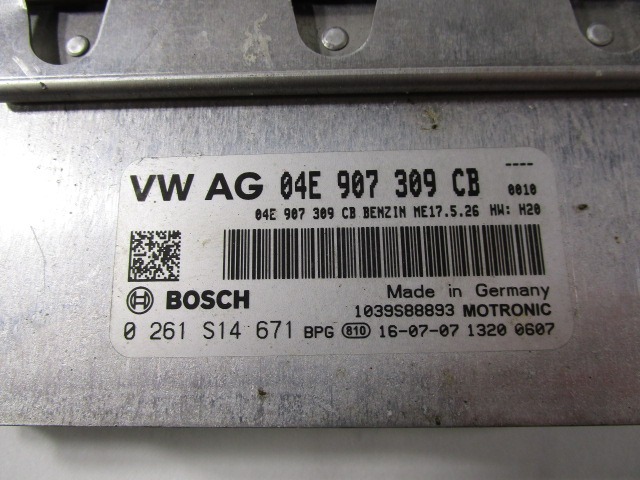 ----
VW AG 04E 907 309 CB 0010
04E 907 309 CB BENZIN ME17.5.26 HW: H20
BOSCH
Made in Germany
1039S88893 MOTRONIC
0 261 S14 671 BPG 810 16-07-07 1320 0607